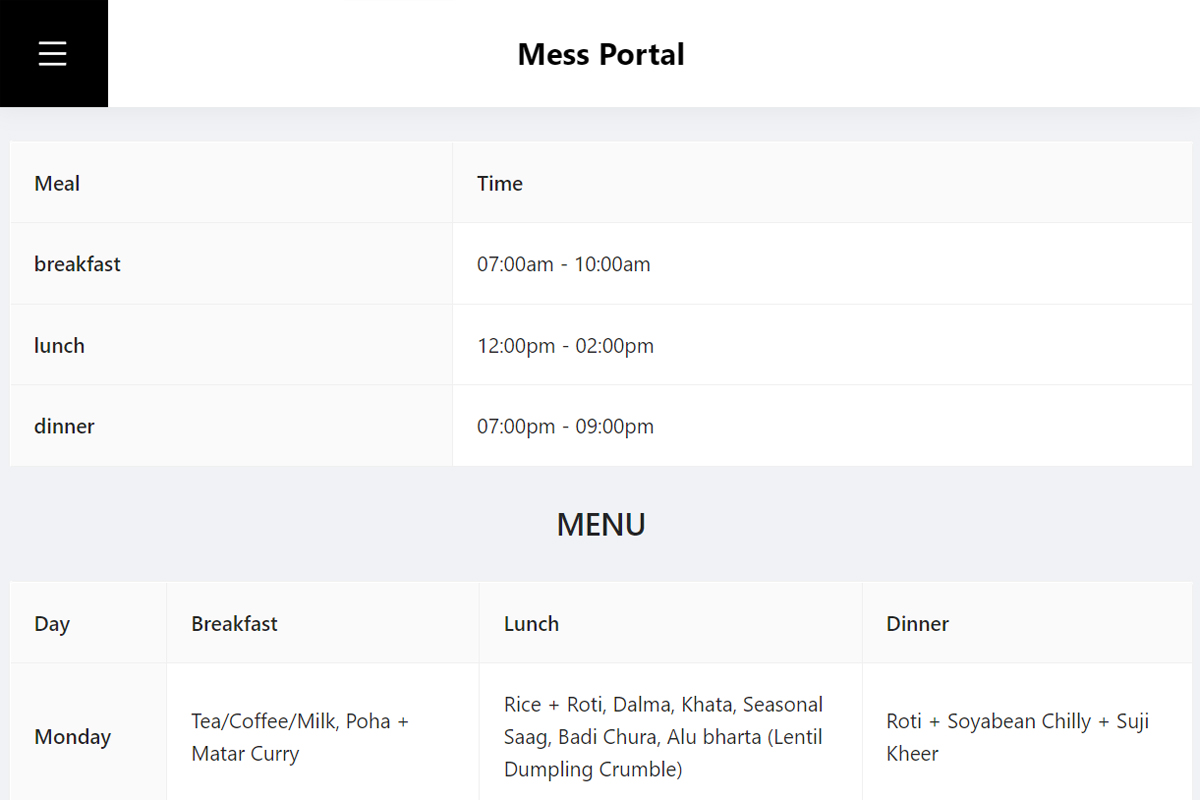 Mess Portal
Meal
Time
breakfast
07:00am - 10:00am
lunch
12:00pm - 02:00pm
dinner
07:00pm - 09:00pm
MENU
Day
Breakfast
Lunch
Dinner
Monday
Tea/Coffee/Milk, Poha +
Matar Curry
Rice + Roti, Dalma, Khata, Seasonal
Saag, Badi Chura, Alu bharta (Lentil
Dumpling Crumble)
Roti + Soyabean Chilly + Suji
Kheer